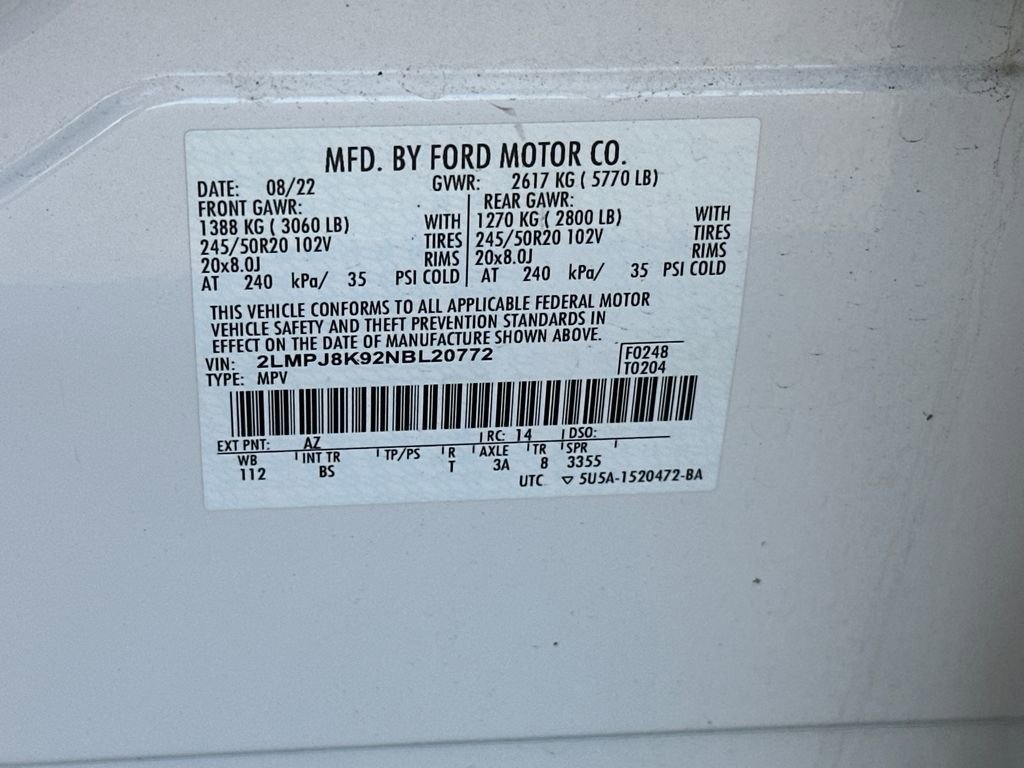 MFD. BY FORD MOTOR CO.
DATE: 08/22 GVWR: 2617 KG ( 5770 LB)
FRONT GAWR: REAR GAWR:
1388 KG ( 3060 LB) WITH 1270 KG ( 2800 LB) WITH
245/50R20 102V TIRES 245/50R20 102V TIRES
20x8.0J RIMS 20x8.0J RIMS
AT 240 kPa/ 35 PSI COLD AT 240 kPa/ 35 PSI COLD
THIS VEHICLE CONFORMS TO ALL APPLICABLE FEDERAL MOTOR
VEHICLE SAFETY AND THEFT PREVENTION STANDARDS IN
EFFECT ON THE DATE OF MANUFACTURE SHOWN ABOVE.
VIN: 2LMPJ8K92NBL20772 F0248
TYPE: MPV T0204
EXT PNT: AZ RC: 14 DSO:
WB INT TR TP/PS R AXLE TR SPR
112 BS T 3A 8 3355
UTC ▽ 5U5A-1520472-BA